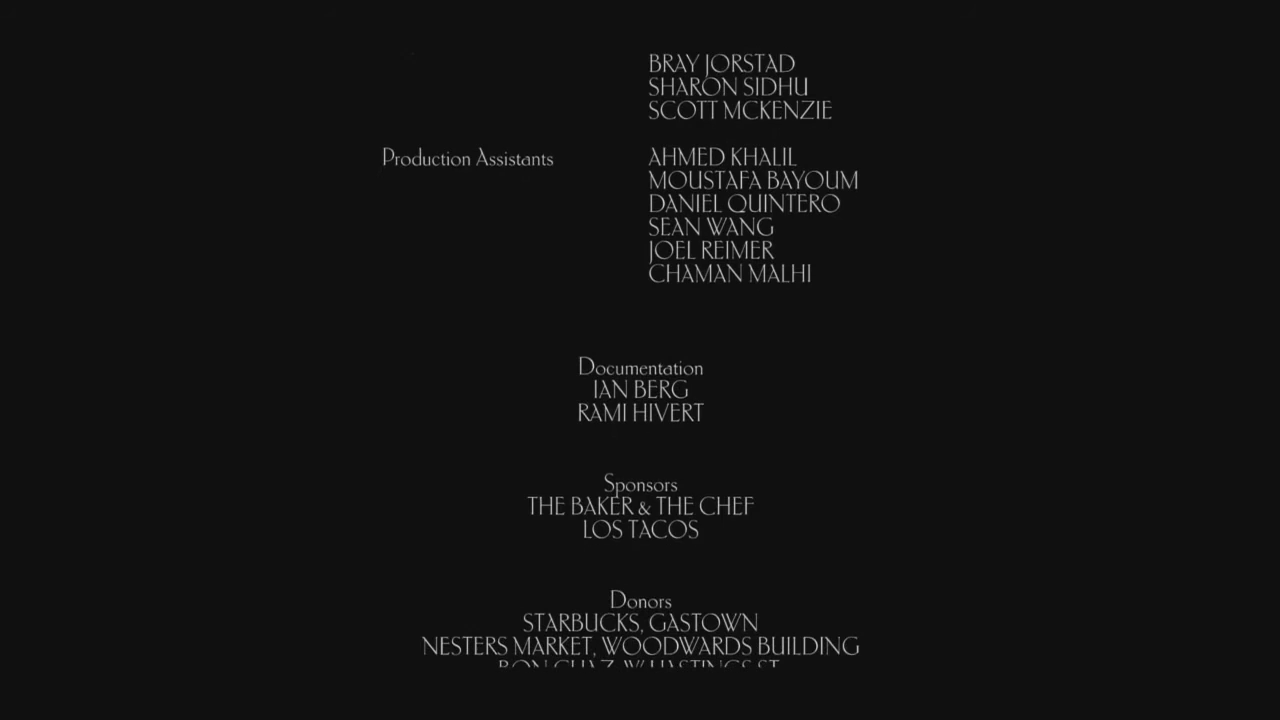 BRAY JORSTAD
SHARON SIDHU
SCOTT MCKENZIE
Production Assistants AHMED KHALIL
MOUSTAFA BAYOUM
DANIEL QUINTERO
SEAN WANG
JOEL REIMER
CHAMAN MALHI
Documentation
IAN BERG
RAMI HIVERT
Sponsors
THE BAKER & THE CHEF
LOS TACOS
Donors
STARBUCKS, GASTOWN
NESTERS MARKET, WOODWARDS BUILDING